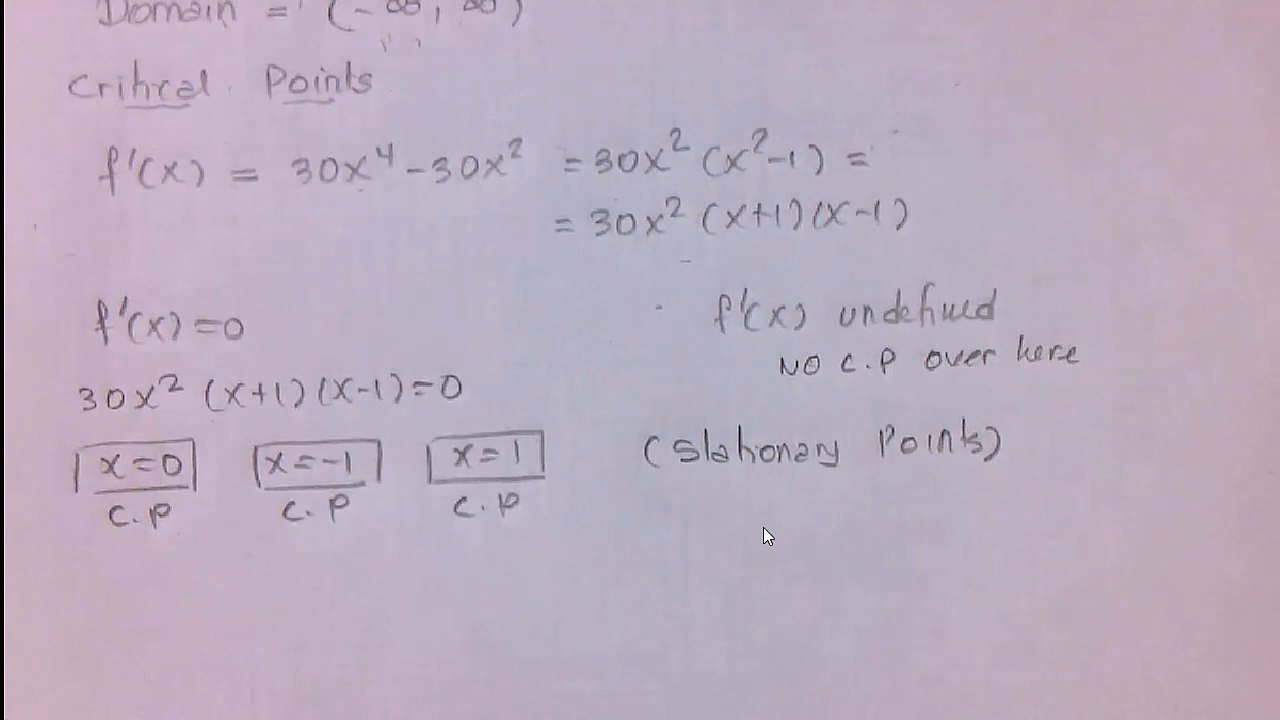 Domain = (-∞, ∞)
Critical Points
f'(x) = 30x⁴ - 30x² = 30x² (x²-1) =
= 30x² (x+1)(x-1)
f'(x) = 0
f'(x) undefined
NO C.P over here
30x² (x+1)(x-1) = 0
x=0 x=-1 x=1
(Stationary Points)
C.P C.P C.P